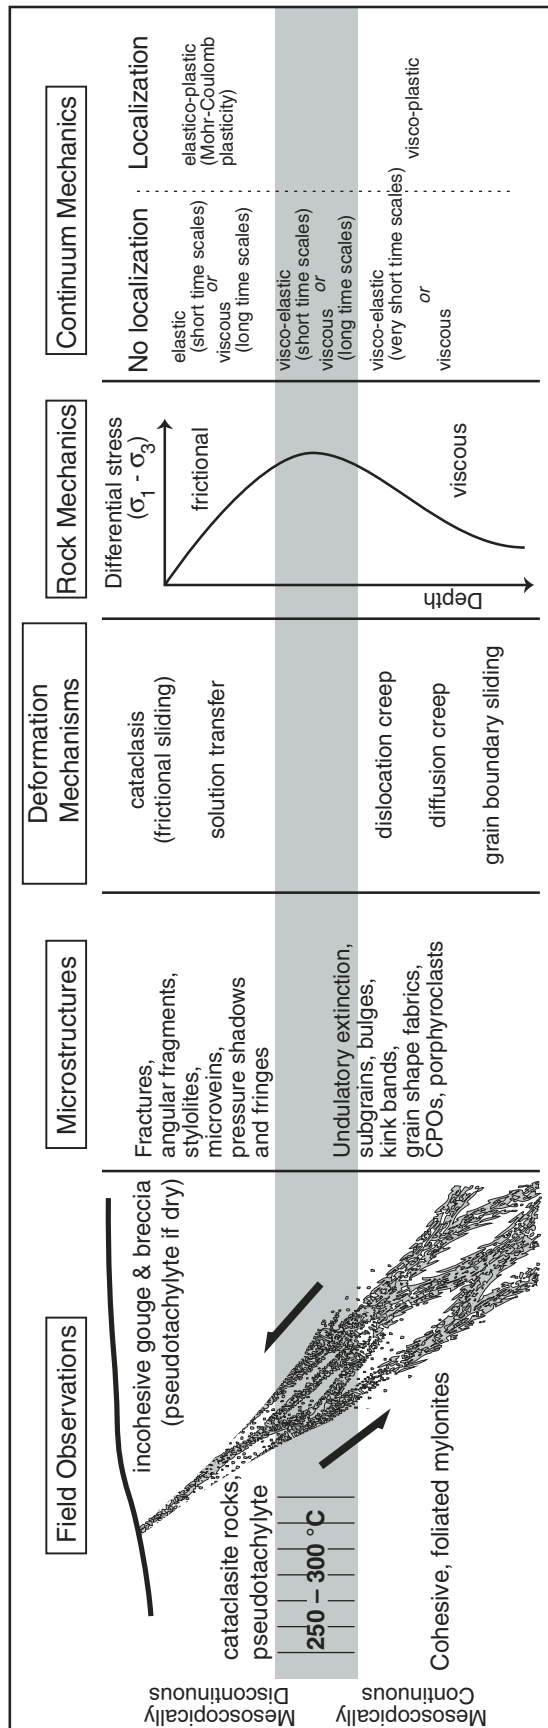 Field Observations
incohesive gouge & breccia
(pseudotachylyte if dry)
cataclasite rocks,
pseudotachylyte
250 – 300 °C
Cohesive, foliated mylonites
Mesoscopically
Discontinuous
Mesoscopically
Continuous
Microstructures
Fractures,
angular fragments,
stylolites,
microveins,
pressure shadows
and fringes
Undulatory extinction,
subgrains, bulges,
kink bands,
grain shape fabrics,
CPOs, porphyroclasts
Deformation
Mechanisms
cataclasis
(frictional sliding)
solution transfer
dislocation creep
diffusion creep
grain boundary sliding
Rock Mechanics
Differential stress
(σ1 - σ3)
frictional
viscous
Depth
Continuum Mechanics
No localization
elastic
(short time scales)
or
viscous
(long time scales)
visco-elastic
(short time scales)
or
viscous
(long time scales)
visco-elastic
(very short time scales)
or
viscous
Localization
elastico-plastic
(Mohr-Coulomb
plasticity)
visco-plastic